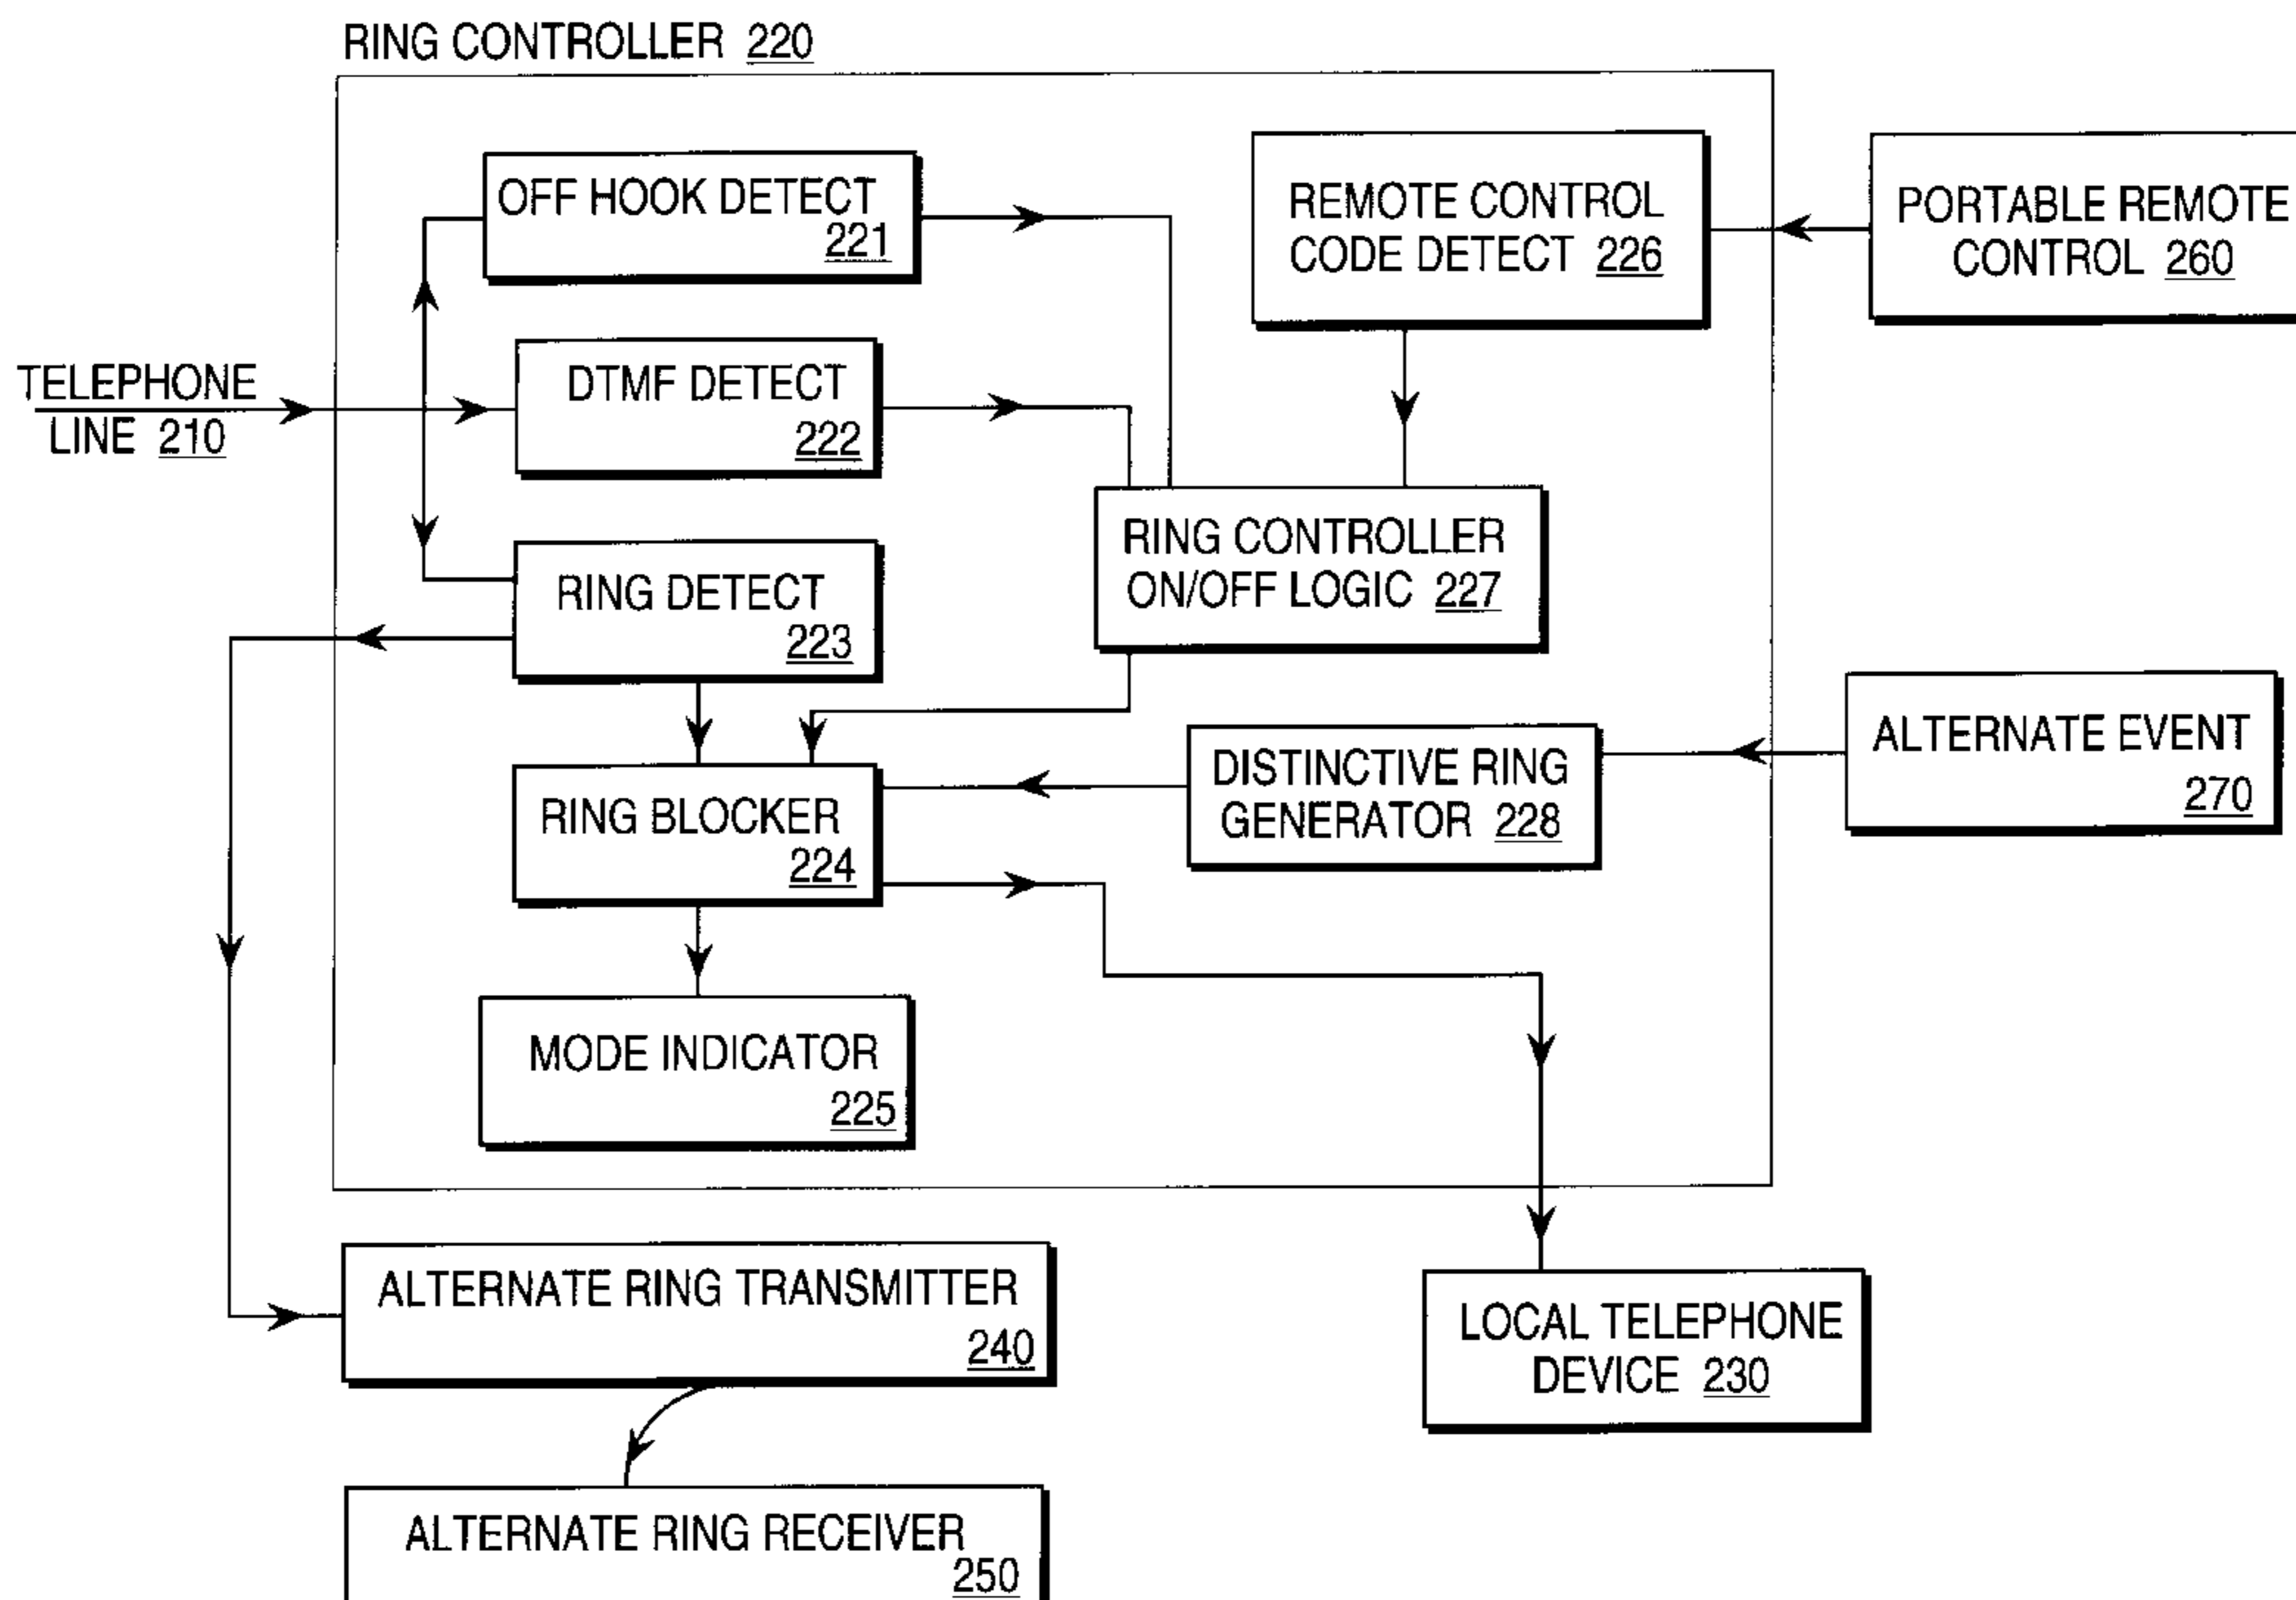 RING CONTROLLER 220
OFF HOOK DETECT
221
REMOTE CONTROL
CODE DETECT 226
PORTABLE REMOTE
CONTROL 260
TELEPHONE
LINE 210
DTMF DETECT
222
RING CONTROLLER
ON/OFF LOGIC 227
RING DETECT
223
ALTERNATE EVENT
270
DISTINCTIVE RING
GENERATOR 228
RING BLOCKER
224
MODE INDICATOR
225
ALTERNATE RING TRANSMITTER
240
LOCAL TELEPHONE
DEVICE 230
ALTERNATE RING RECEIVER
250